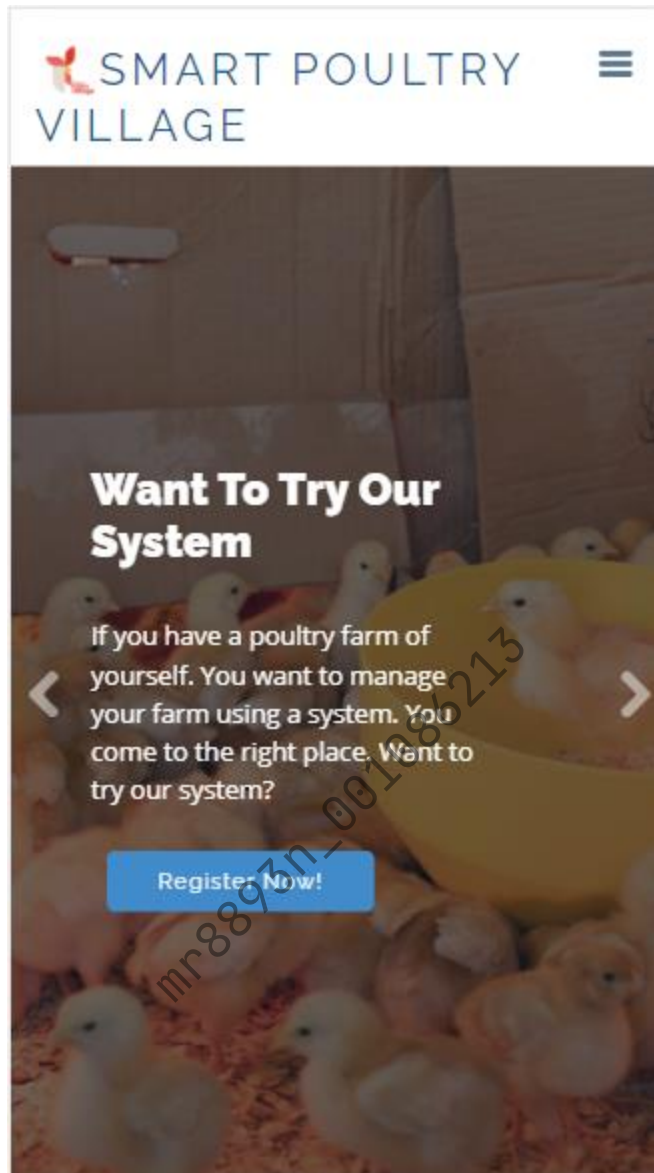 SMART POULTRY
VILLAGE
Want To Try Our
System
If you have a poultry farm of
yourself. You want to manage
your farm using a system. You
come to the right place. Want to
try our system?
Register Now!
mr8893n_001086213